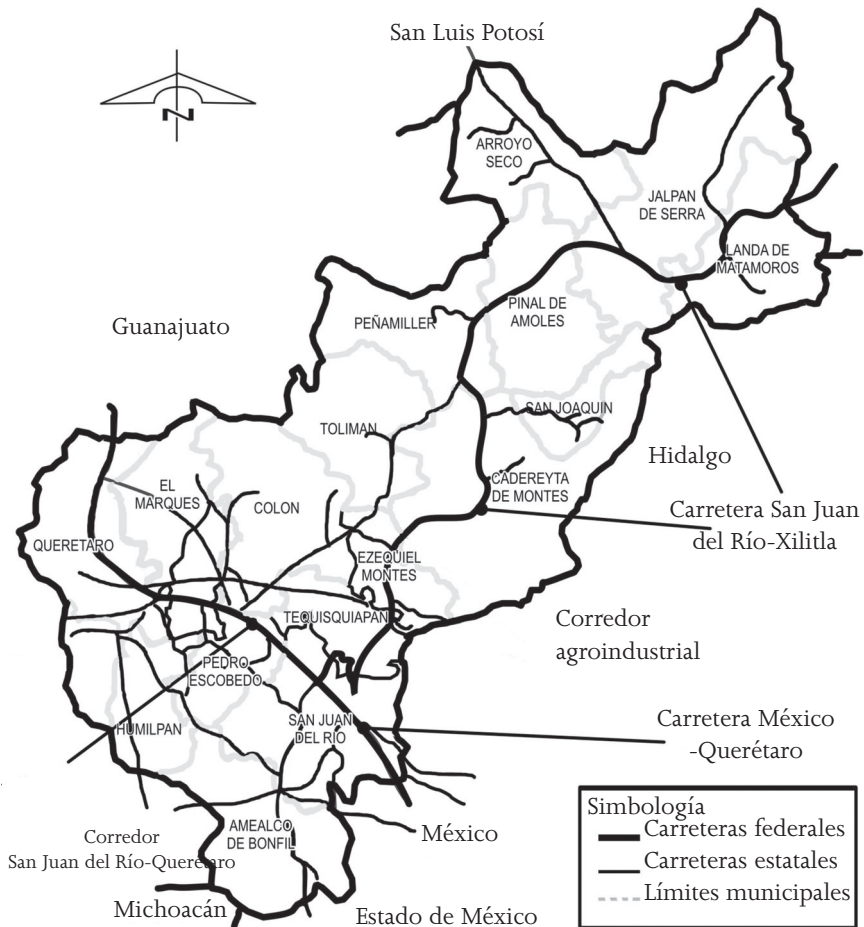 San Luis Potosí
N
ARROYO
SECO
JALPAN
DE SERRA
LANDA DE
MATAMOROS
PINAL DE
AMOLES
Guanajuato
PEÑAMILLER
SAN JOAQUIN
TOLIMAN
Hidalgo
CADEREYTA
DE MONTES
EL
MARQUES
COLON
Carretera San Juan
del Río-Xilitla
QUERETARO
EZEQUIEL
MONTES
TEQUISQUIAPAN
Corredor
agroindustrial
PEDRO
ESCOBEDO
HUMILPAN
SAN JUAN
DEL RIO
Carretera México
-Querétaro
AMEALCO
DE BONFIL
México
Corredor
San Juan del Río-Querétaro
Michoacán
Estado de México
Simbología
Carreteras federales
Carreteras estatales
Límites municipales